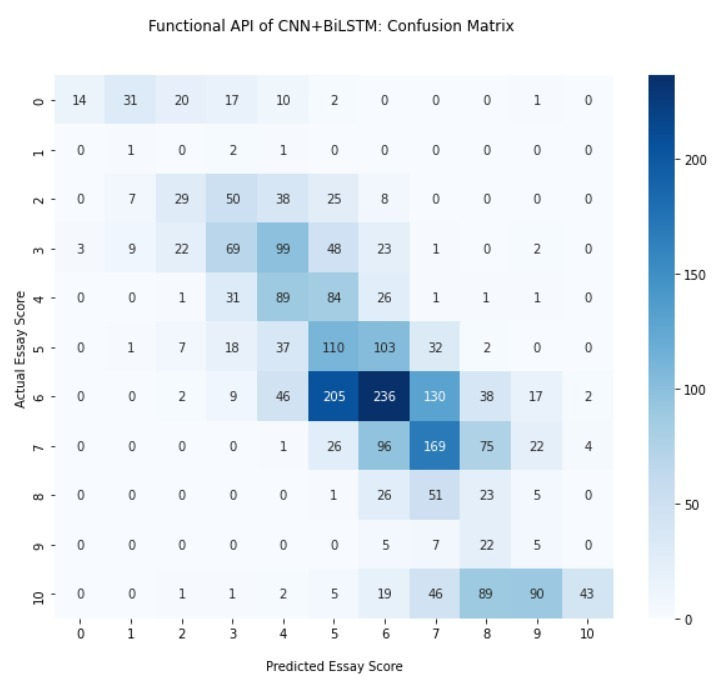 Functional API of CNN+BiLSTM: Confusion Matrix
0 14 31 20 17 10 2 0 0 0 1 0
1 0 1 0 2 1 0 0 0 0 0 0
2 0 7 29 50 38 25 8 0 0 0 0
3 3 9 22 69 99 48 23 1 0 2 0
4 0 0 1 31 89 84 26 1 1 1 0
5 0 1 7 18 37 110 103 32 2 0 0
6 0 0 2 9 46 205 236 130 38 17 2
7 0 0 0 0 1 26 96 169 75 22 4
8 0 0 0 0 0 1 26 51 23 5 0
9 0 0 0 0 0 0 5 7 22 5 0
10 0 0 1 1 2 5 19 46 89 90 43
0 1 2 3 4 5 6 7 8 9 10
Actual Essay Score
Predicted Essay Score
200
150
100
50
0